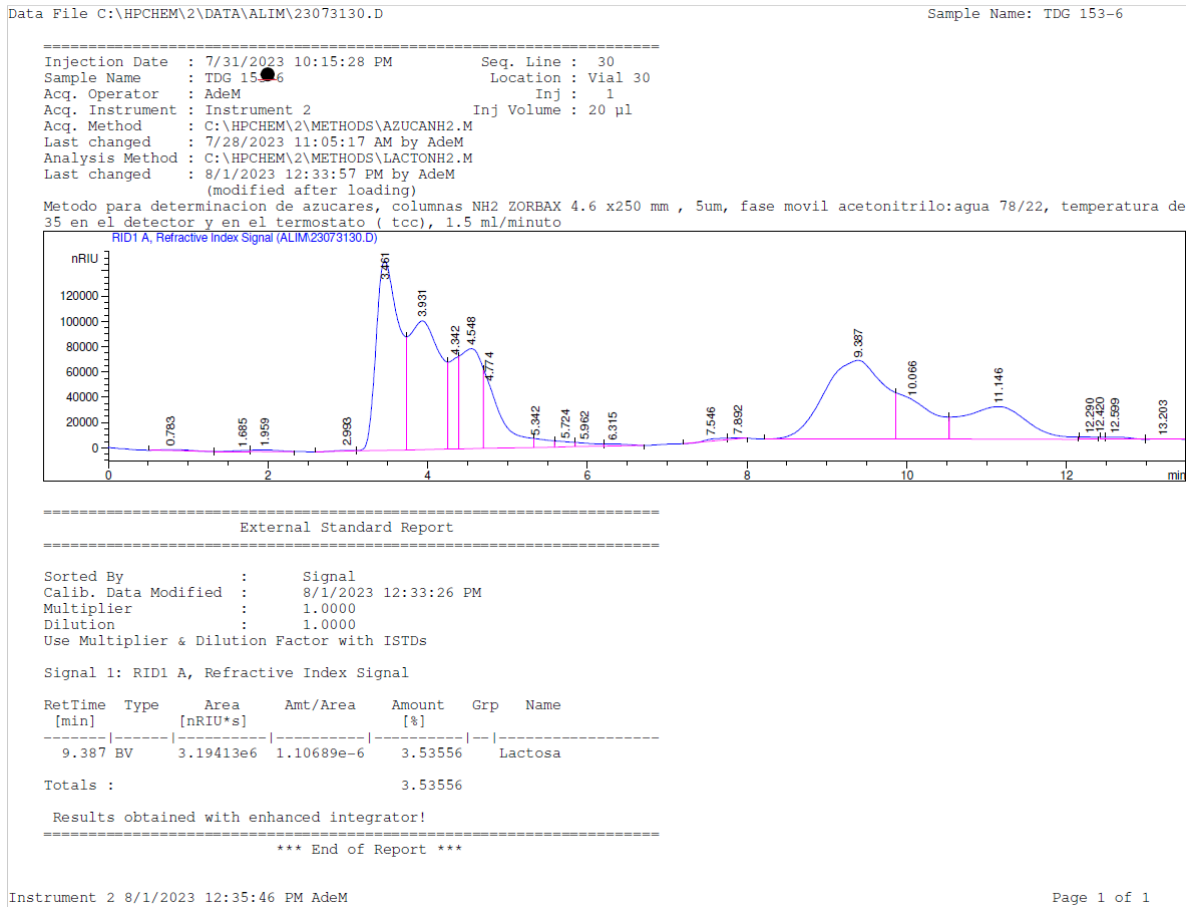 Data File C:\HPCHEM\2\DATA\ALIM\23073130.D Sample Name: TDG 153-6
=====================================================================
Injection Date : 7/31/2023 10:15:28 PM Seq. Line : 30
Sample Name : TDG 15 -6 Location : Vial 30
Acq. Operator : AdeM Inj : 1
Acq. Instrument : Instrument 2 Inj Volume : 20 µl
Acq. Method : C:\HPCHEM\2\METHODS\AZUCANH2.M
Last changed : 7/28/2023 11:05:17 AM by AdeM
Analysis Method : C:\HPCHEM\2\METHODS\LACTONH2.M
Last changed : 8/1/2023 12:33:57 PM by AdeM
(modified after loading)
Metodo para determinacion de azucares, columnas NH2 ZORBAX 4.6 x250 mm , 5um, fase movil acetonitrilo:agua 78/22, temperatura de
35 en el detector y en el termostato ( tcc), 1.5 ml/minuto
RID1 A, Refractive Index Signal (ALIM\23073130.D)
nRIU
120000
100000
80000
60000
40000
20000
0
0.783
1.685
1.959
2.993
3.461
3.931
4.342
4.548
4.774
5.342
5.724
5.962
6.315
7.546
7.892
9.387
10.066
11.146
12.290
12.420
12.599
13.203
0 2 4 6 8 10 12 min
=====================================================================
External Standard Report
=====================================================================
Sorted By : Signal
Calib. Data Modified : 8/1/2023 12:33:26 PM
Multiplier : 1.0000
Dilution : 1.0000
Use Multiplier & Dilution Factor with ISTDs
Signal 1: RID1 A, Refractive Index Signal
RetTime Type Area Amt/Area Amount Grp Name
[min] [nRIU*s] [%]
-------|------|----------|----------|----------|--|------------------
9.387 BV 3.19413e6 1.10689e-6 3.53556 Lactosa
Totals : 3.53556
Results obtained with enhanced integrator!
=====================================================================
*** End of Report ***
Instrument 2 8/1/2023 12:35:46 PM AdeM Page 1 of 1